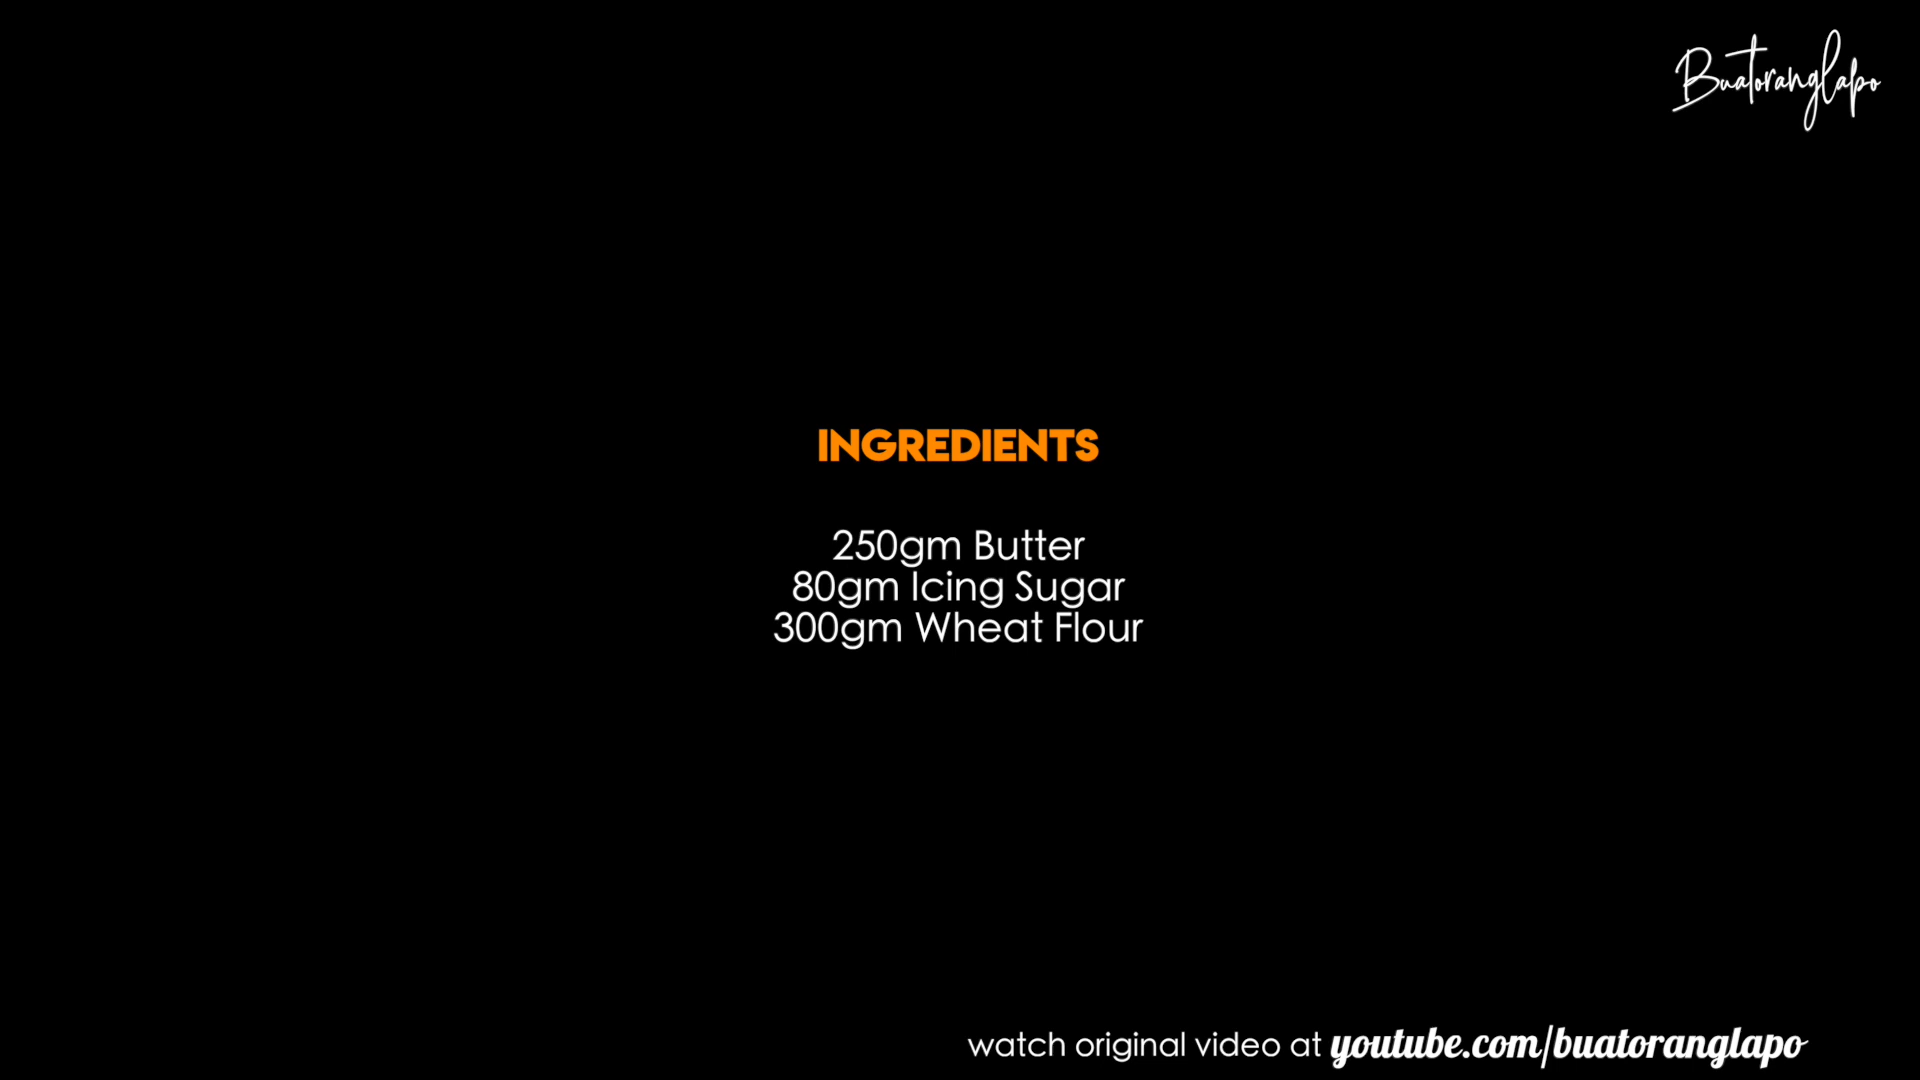 Buatoranglapo
INGREDIENTS
250gm Butter
80gm Icing Sugar
300gm Wheat Flour
watch original video at youtube.com/buatoranglapo